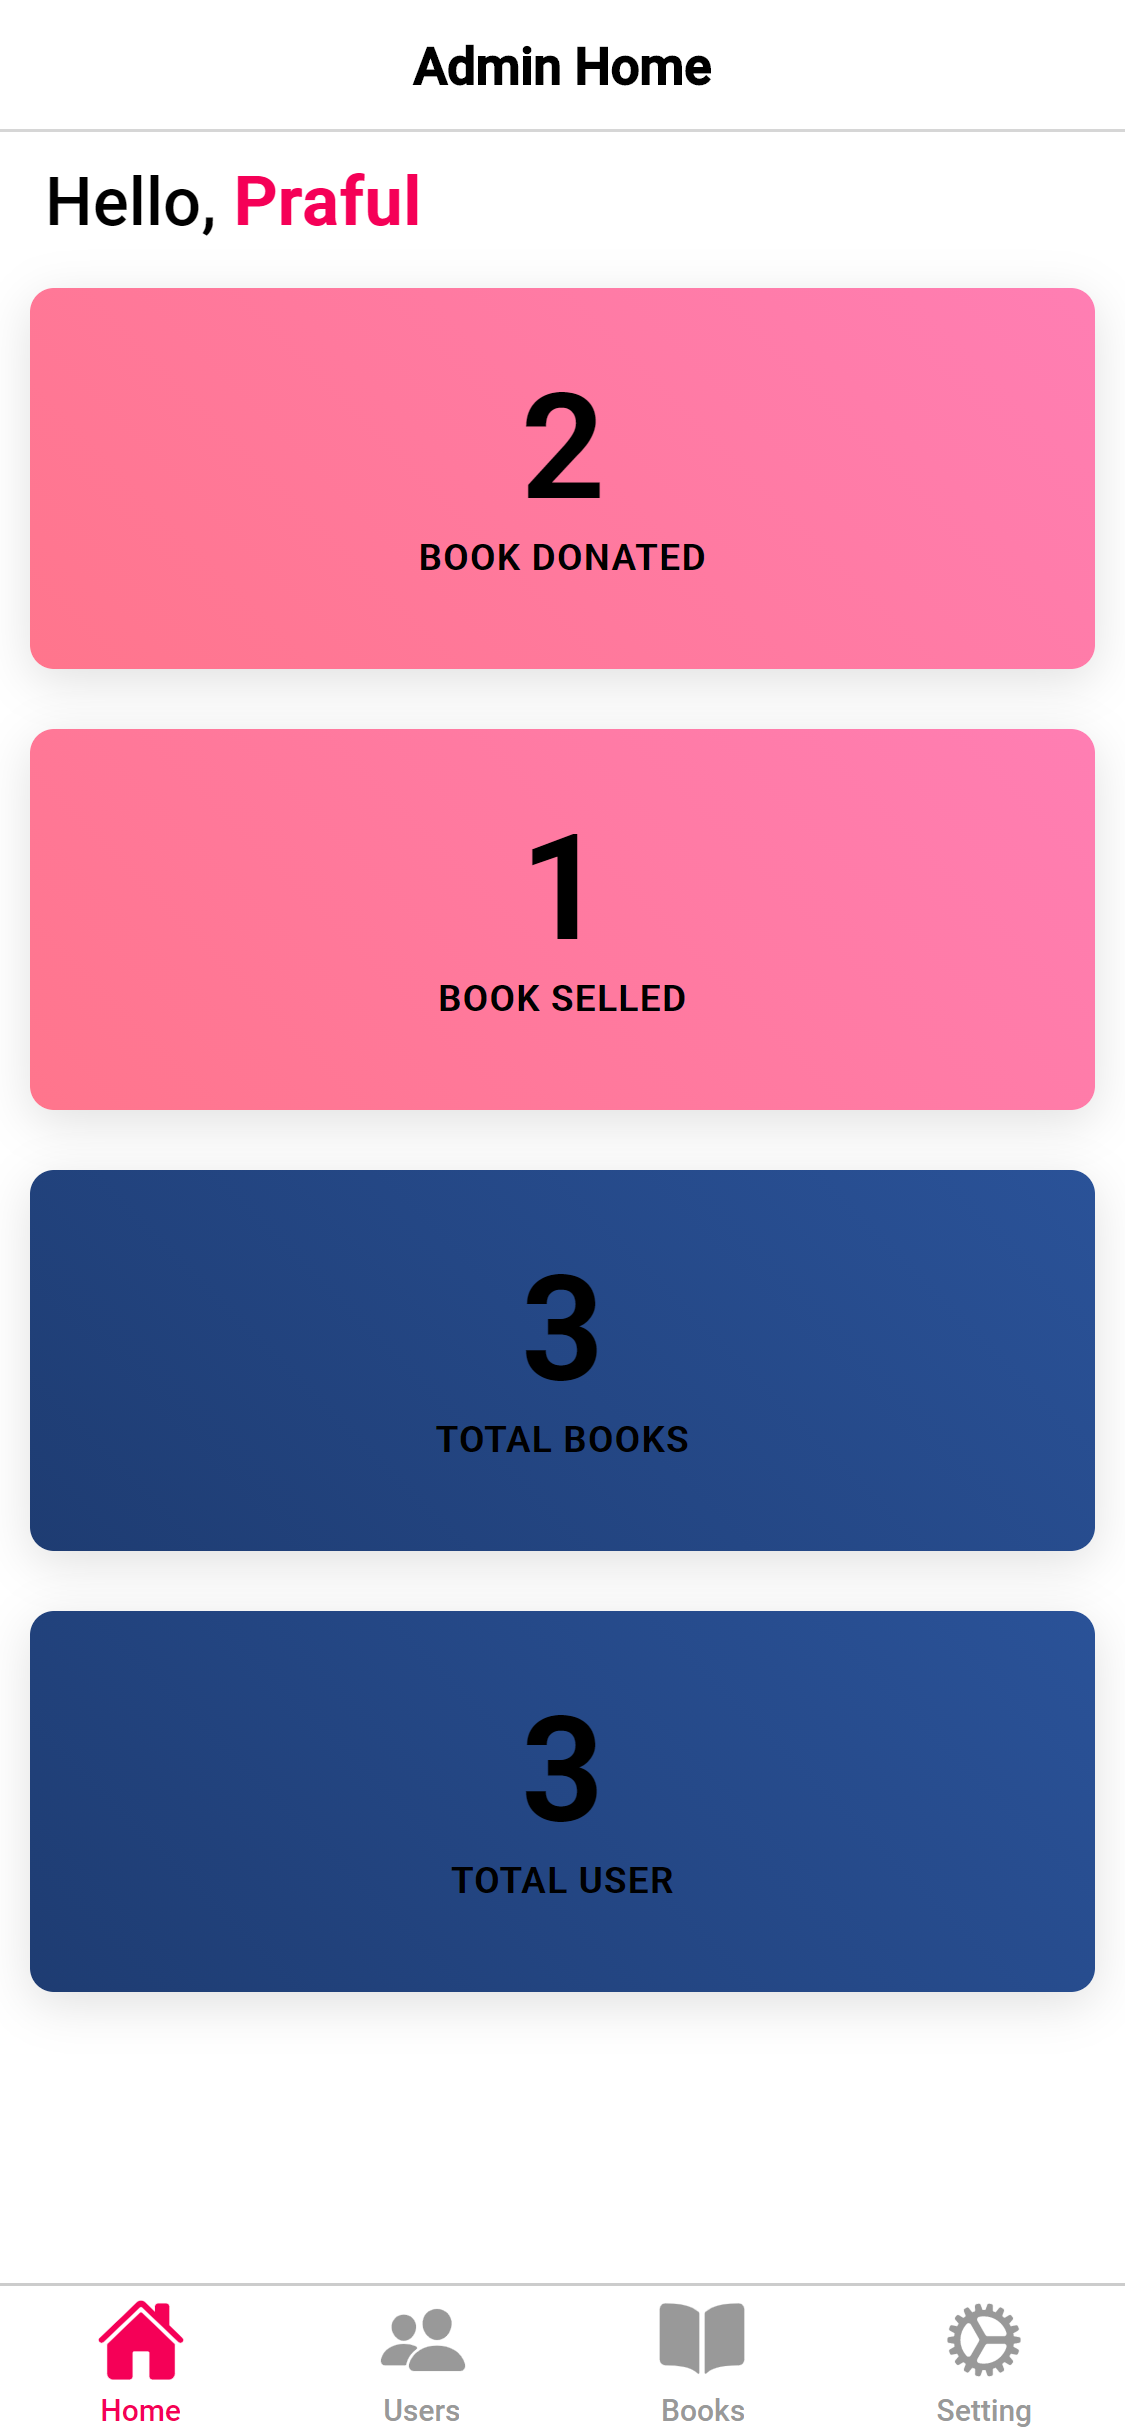 Admin Home
Hello, Praful
2
BOOK DONATED
1
BOOK SELLED
3
TOTAL BOOKS
3
TOTAL USER
Home Users Books Setting